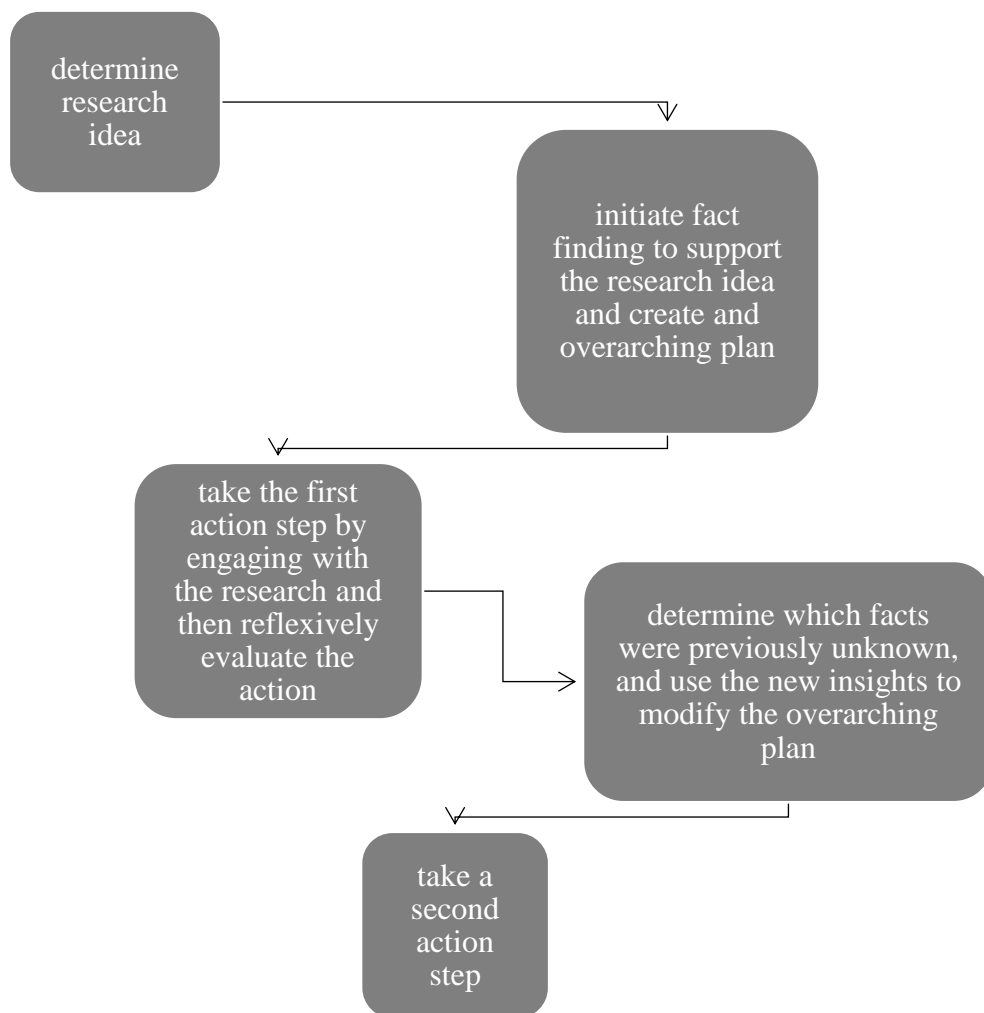 determine
research
idea
initiate fact
finding to support
the research idea
and create and
overarching plan
take the first
action step by
engaging with
the research and
then reflexively
evaluate the
action
determine which facts
were previously unknown,
and use the new insights to
modify the overarching
plan
take a
second
action
step